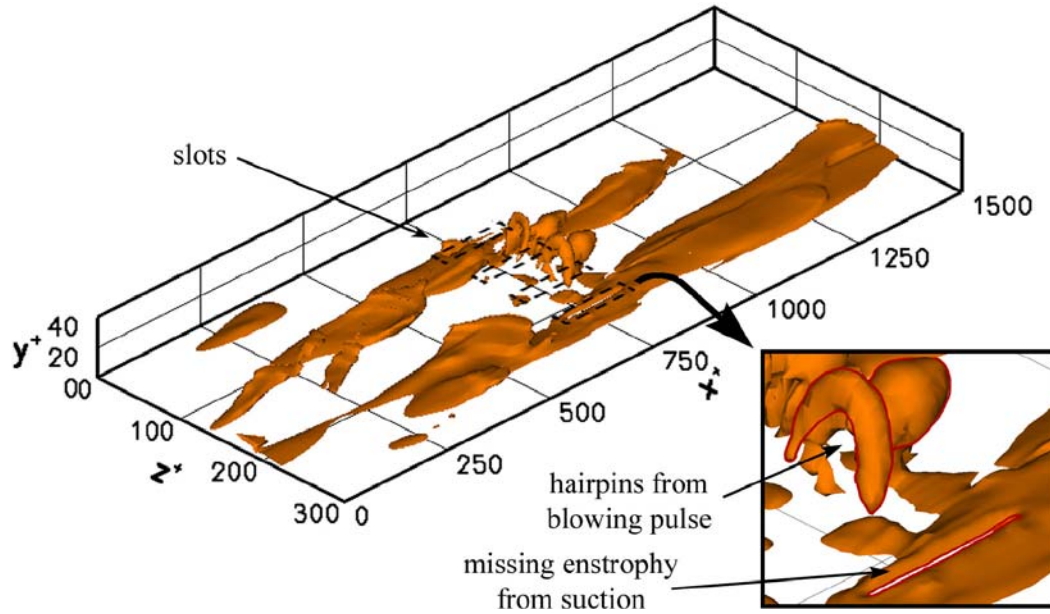 slots
40
y+
20
00
100
z+
200
300
0
250
500
750
x+
1000
1250
1500
hairpins from
blowing pulse
missing enstrophy
from suction